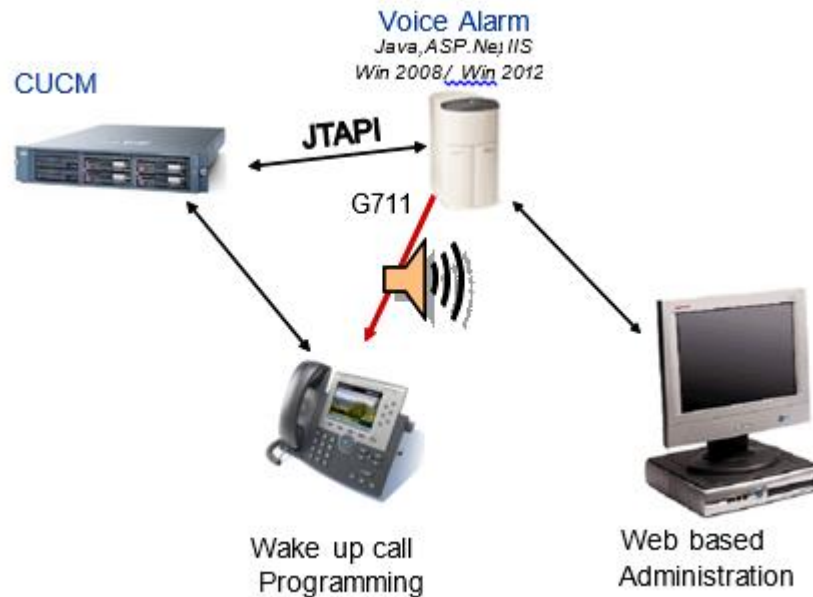 Voice Alarm
Java,ASP.Net IIS
Win 2008/ Win 2012
CUCM
JTAPI
G711
Wake up call
Programming
Web based
Administration